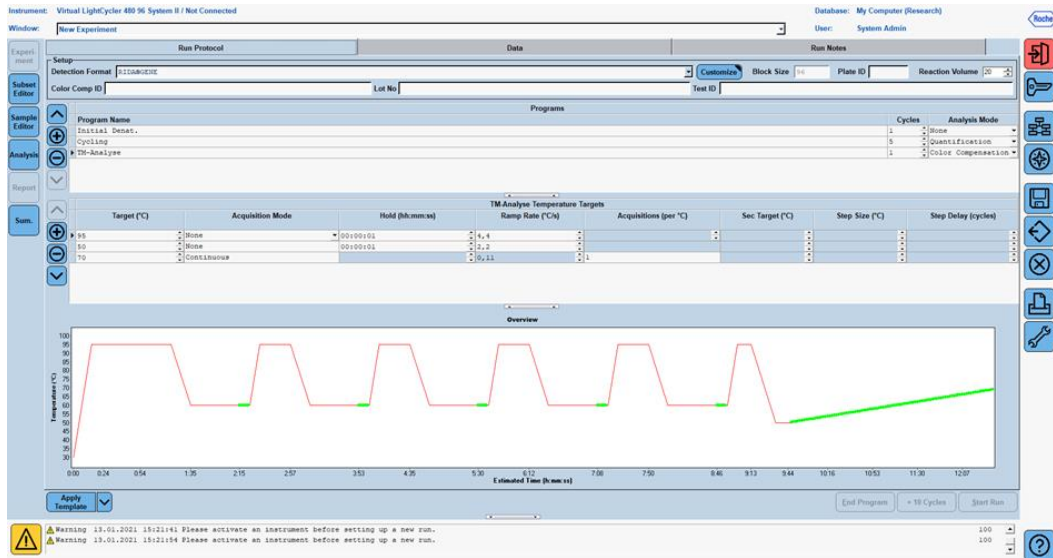 Instrument: Virtual LightCycler 480 96 System II / Not Connected Database: My Computer (Research)
Window: New Experiment User: System Admin
Roche
Experi-
ment
Subset
Editor
Sample
Editor
Analysis
Report
Sum.
Run Protocol Data Run Notes
Setup
Detection Format RIDA®GENE Customize Block Size 96 Plate ID Reaction Volume 20
Color Comp ID Lot No Test ID
Programs
Program Name Cycles Analysis Mode
Initial Denat. 1 None
Cycling 5 Quantification
TM-Analyse 1 Color Compensation
TM-Analyse Temperature Targets
Target (°C) Acquisition Mode Hold (hh:mm:ss) Ramp Rate (°C/s) Acquisitions (per °C) Sec Target (°C) Step Size (°C) Step Delay (cycles)
95 None 00:00:01 4,4
50 None 00:00:01 2,2
70 Continuous 0,11 1
Overview
Temperature (°C)
100
95
90
85
80
75
70
65
60
55
50
45
40
35
30
0:00 0:24 0:54 1:35 2:15 2:57 3:53 4:35 5:30 6:12 7:08 7:50 8:46 9:13 9:44 10:16 10:53 11:30 12:07
Estimated Time (h:mm:ss)
Apply
Template
End Program + 10 Cycles Start Run
Warning 13.01.2021 15:21:41 Please activate an instrument before setting up a new run. 100
Warning 13.01.2021 15:21:54 Please activate an instrument before setting up a new run. 100